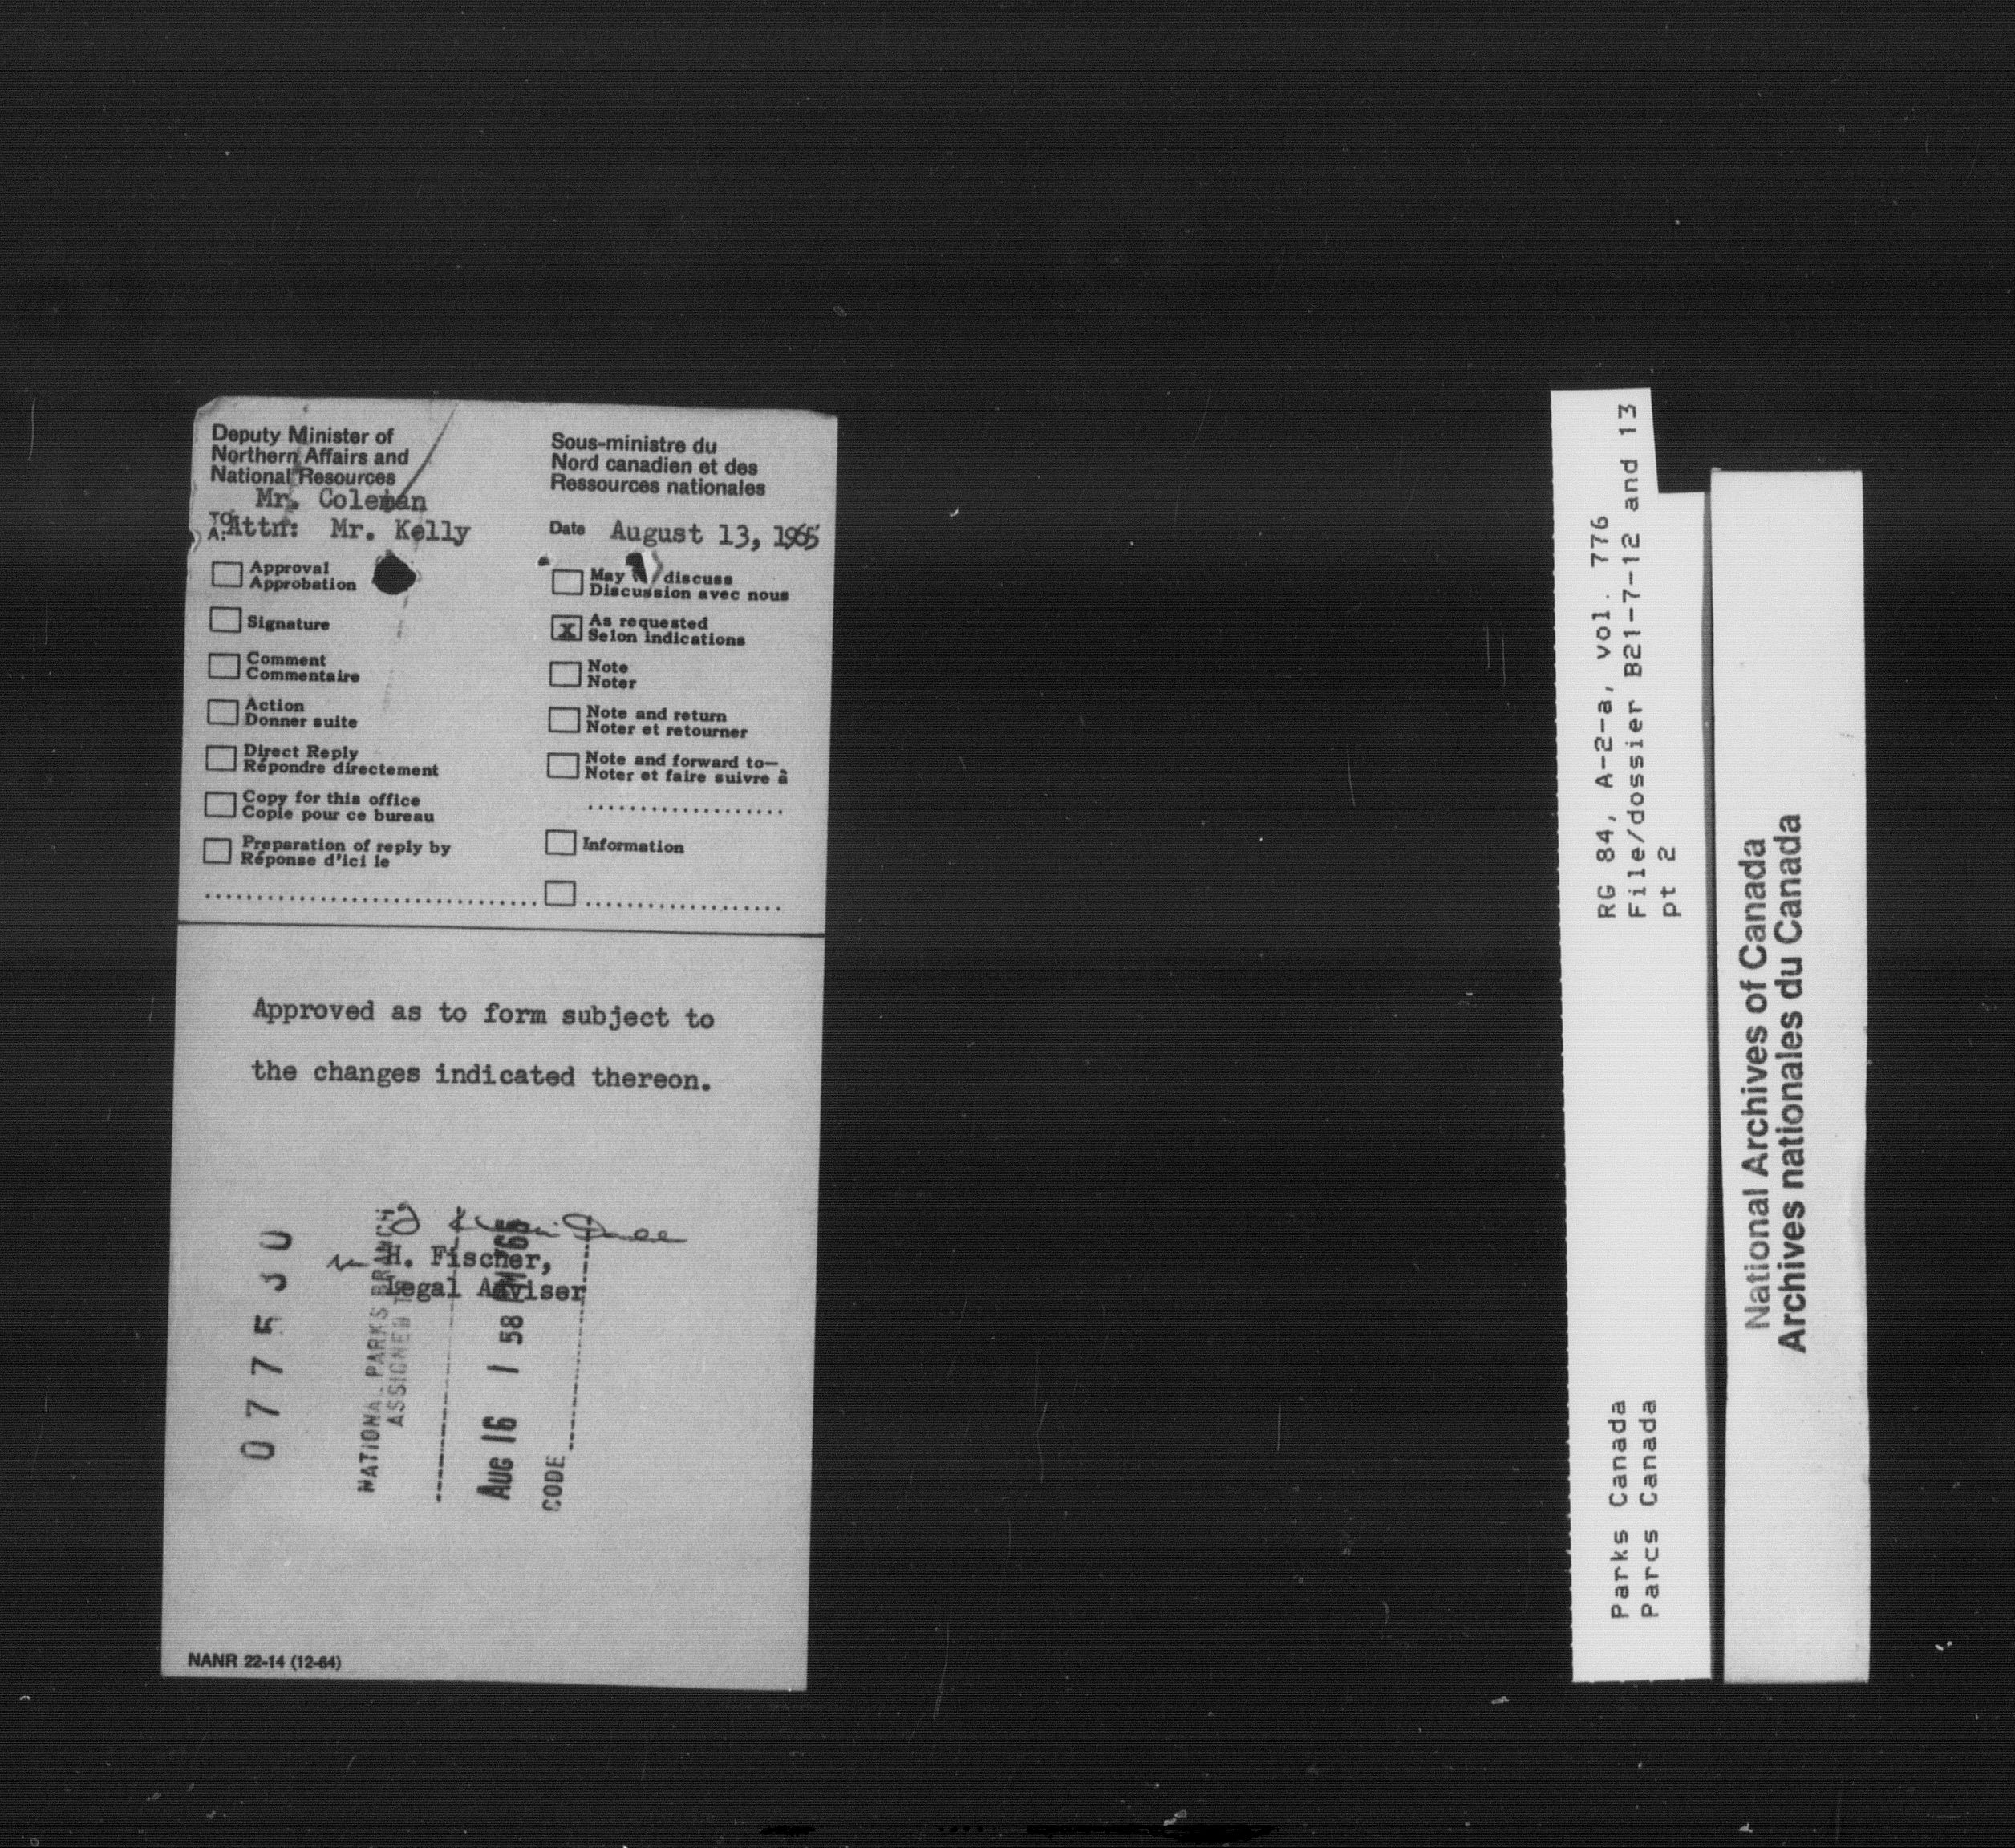 Deputy Minister of
Northern Affairs and
National Resources
Sous-ministre du
Nord canadien et des
Ressources nationales
Mr. Coleman
TO
A:
Attn: Mr. Kelly
Date August 13, 1965
Approval
Approbation
Signature
Comment
Commentaire
Action
Donner suite
Direct Reply
Répondre directement
Copy for this office
Copie pour ce bureau
Preparation of reply by
Réponse d'ici le
May discuss
Discussion avec nous
x As requested
Selon indications
Note
Noter
Note and return
Noter et retourner
Note and forward to—
Noter et faire suivre à
Information
Approved as to form subject to
the changes indicated thereon.
H. Fischer,
Legal Adviser
077530
NATIONAL PARKS BRANCH
ASSIGNED TO
AUG 16 1 58 PM '65
CODE
NANR 22-14 (12-64)
RG 84, A-2-a, vol. 776
File/dossier B21-7-12 and 13
pt 2
Parks Canada
Parcs Canada
National Archives of Canada
Archives nationales du Canada